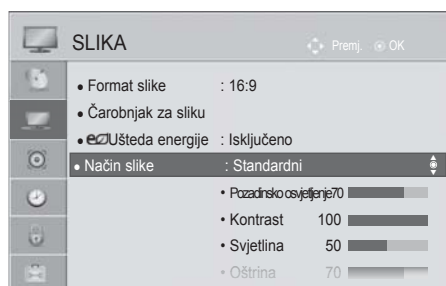 SLIKA
Premj. OK
• Format slike : 16:9
• Čarobnjak za sliku
• eco Ušteda energije : Isključeno
• Način slike : Standardni
• Pozadinsko osvjetljenje 70
• Kontrast 100
• Svjetlina 50
• Oštrina 70